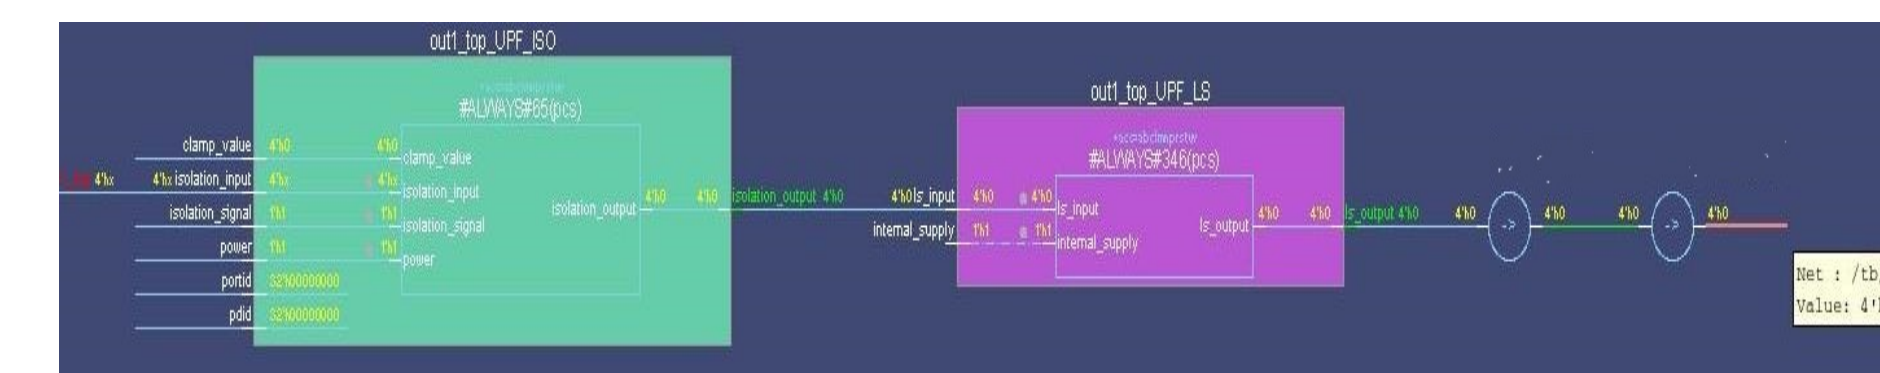 out1_top_UPF_ISO
#ALWAYS#65(pcs)
clamp_value 4'h0 4'h0 clamp_value
4'hx 4'hx isolation_input 4'hx 4'hx isolation_input
isolation_signal 1'h1 1'h1 isolation_signal
power 1'h1 1'h1 power
portid 32'h00000000
pdid 32'h00000000
isolation_output 4'h0 4'h0 isolation_output 4'h0
out1_top_UPF_LS
+acc=abclmprstw
#ALWAYS#346(pcs)
4'h0 ls_input 4'h0 4'h0 ls_input
internal_supply 1'h1 1'h1 internal_supply
ls_output 4'h0 4'h0 ls_output 4'h0 4'h0 -> 4'h0 4'h0 -> 4'h0
Net : /tb
Value: 4'h